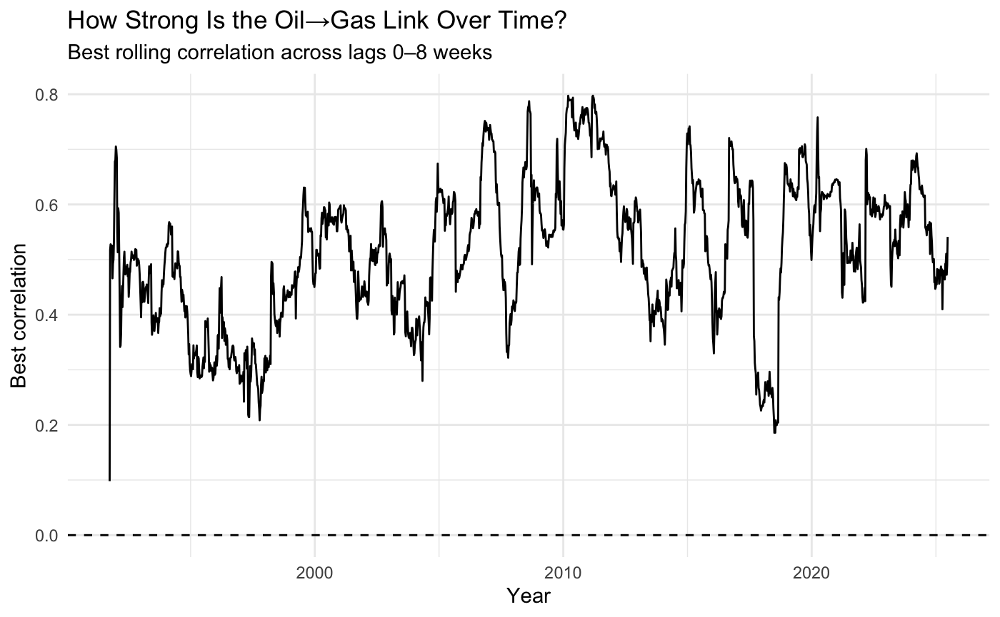 How Strong Is the Oil→Gas Link Over Time?
Best rolling correlation across lags 0–8 weeks
Best correlation
0.8
0.6
0.4
0.2
0.0
2000
2010
2020
Year